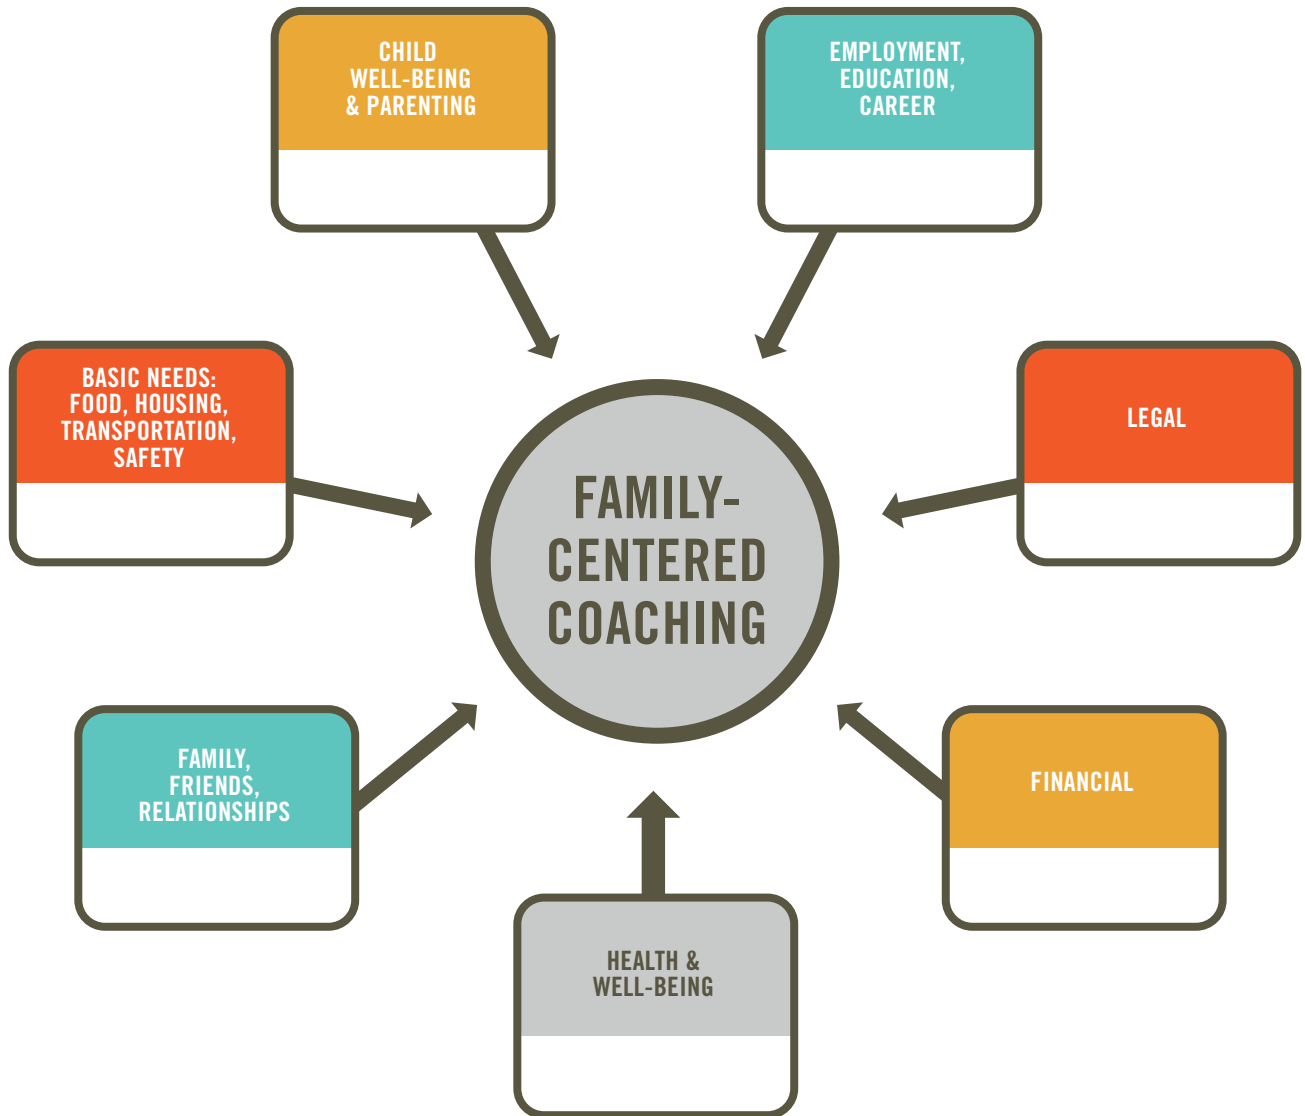 CHILD
WELL-BEING
& PARENTING
EMPLOYMENT,
EDUCATION,
CAREER
BASIC NEEDS:
FOOD, HOUSING,
TRANSPORTATION,
SAFETY
LEGAL
FAMILY-
CENTERED
COACHING
FAMILY,
FRIENDS,
RELATIONSHIPS
FINANCIAL
HEALTH &
WELL-BEING